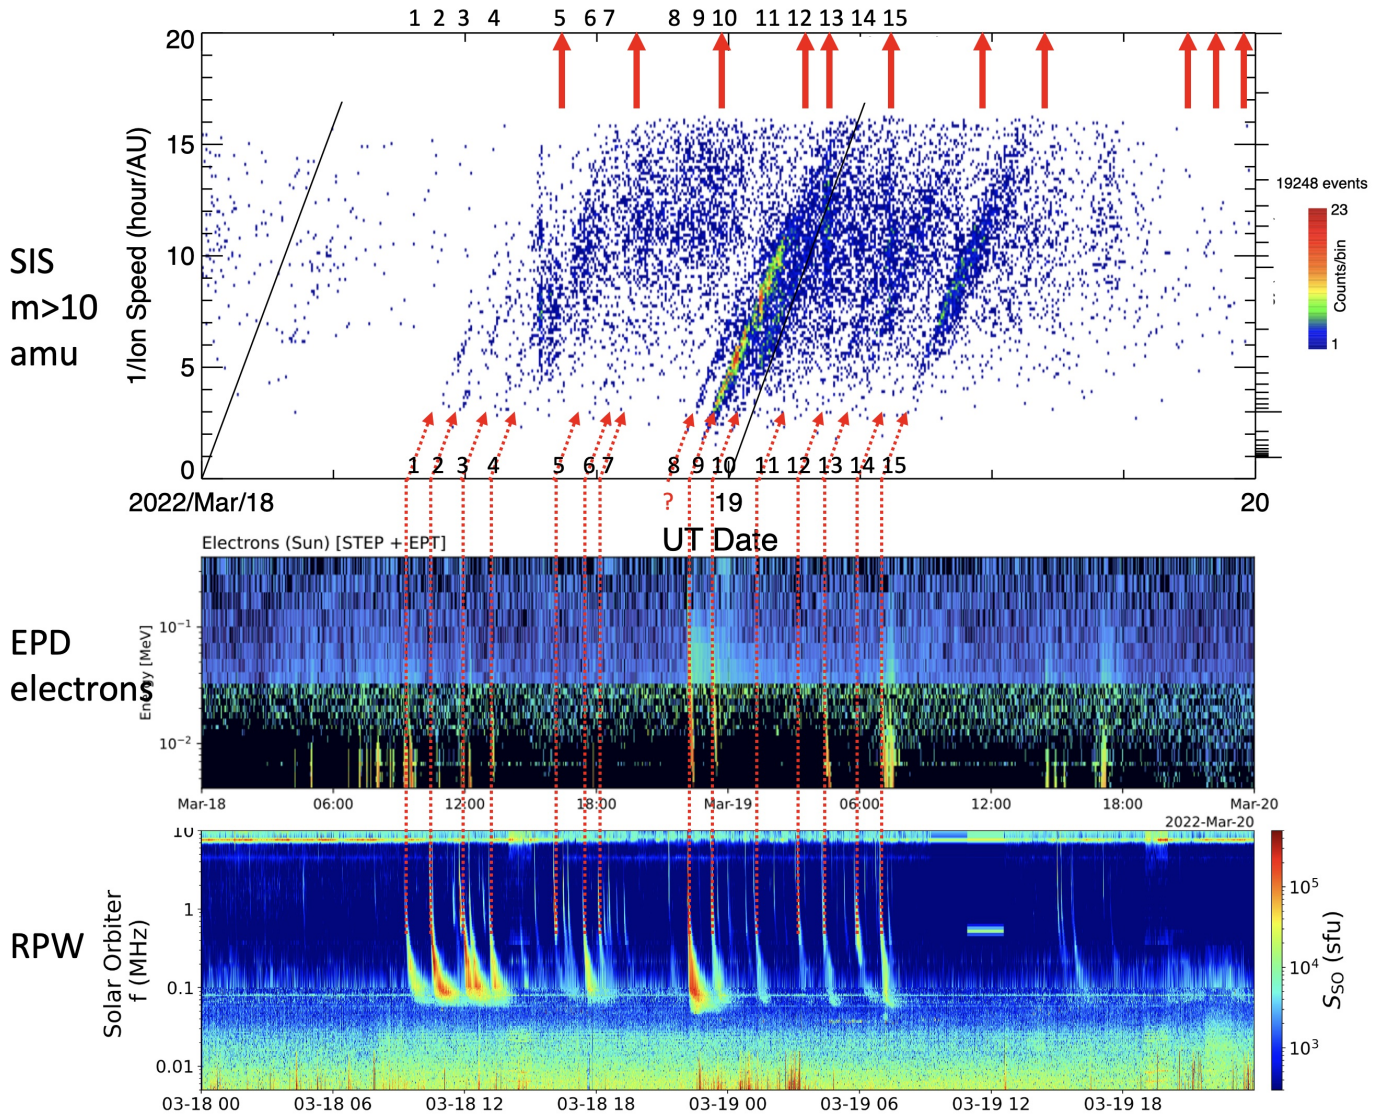 1 2 3 4 5 6 7 8 9 10 11 12 13 14 15
20
15
10
5
0
1/Ion Speed (hour/AU)
SIS
m>10
amu
19248 events
23
Counts/bin
1
1 2 3 4 5 6 7 8 9 10 11 12 13 14 15
2022/Mar/18 ? 19 20
UT Date
Electrons (Sun) [STEP + EPT]
EPD
electrons
10⁻¹
10⁻²
Mar-18 06:00 12:00 18:00 Mar-19 06:00 12:00 18:00 Mar-20
2022-Mar-20
RPW
Solar Orbiter
f (MHz)
10
1
0.1
0.01
10⁵
10⁴
10³
S_SO (sfu)
03-18 00 03-18 06 03-18 12 03-18 18 03-19 00 03-19 06 03-19 12 03-19 18